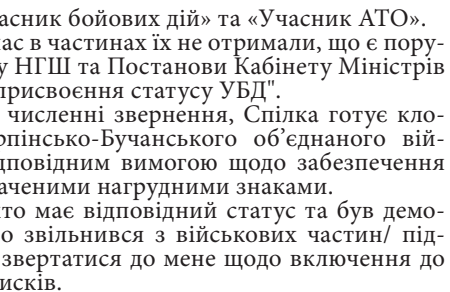 асник бойових дій» та «Учасник АТО».
ас в частинах їх не отримали, що є пору-
у НГШ та Постанови Кабінету Міністрів
присвоєння статусу УБД".
численні звернення, Спілка готує кло-
рпінсько-Бучанського об’єднаного вій-
дповідним вимогою щодо забезпечення
аченими нагрудними знаками.
то має відповідний статус та був демо-
о звільнився з військових частин/ під-
звертатися до мене щодо включення до
исків.